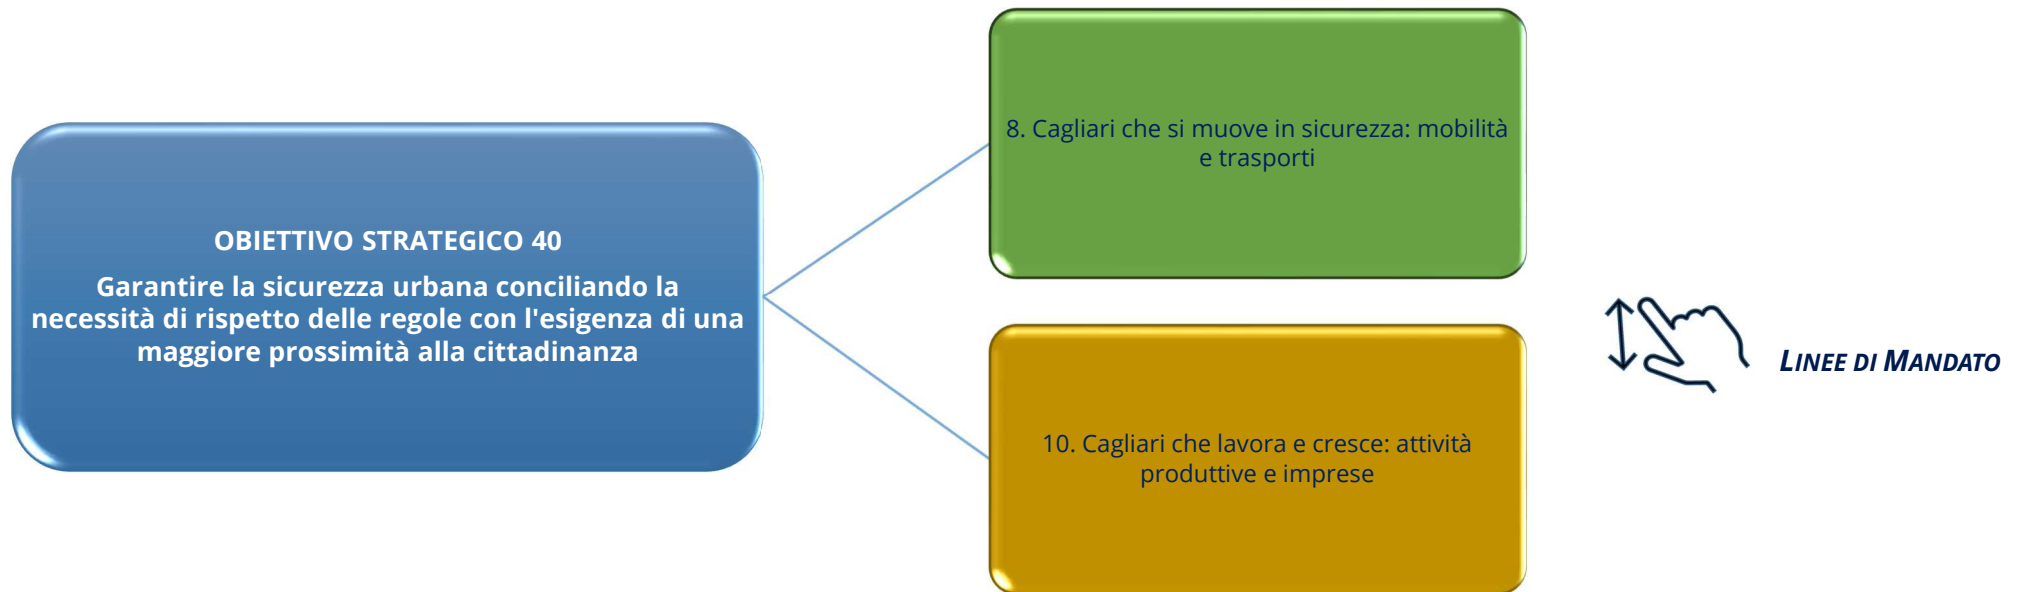 OBIETTIVO STRATEGICO 40
Garantire la sicurezza urbana conciliando la
necessità di rispetto delle regole con l'esigenza di una
maggiore prossimità alla cittadinanza
8. Cagliari che si muove in sicurezza: mobilità
e trasporti
10. Cagliari che lavora e cresce: attività
produttive e imprese
LINEE DI MANDATO